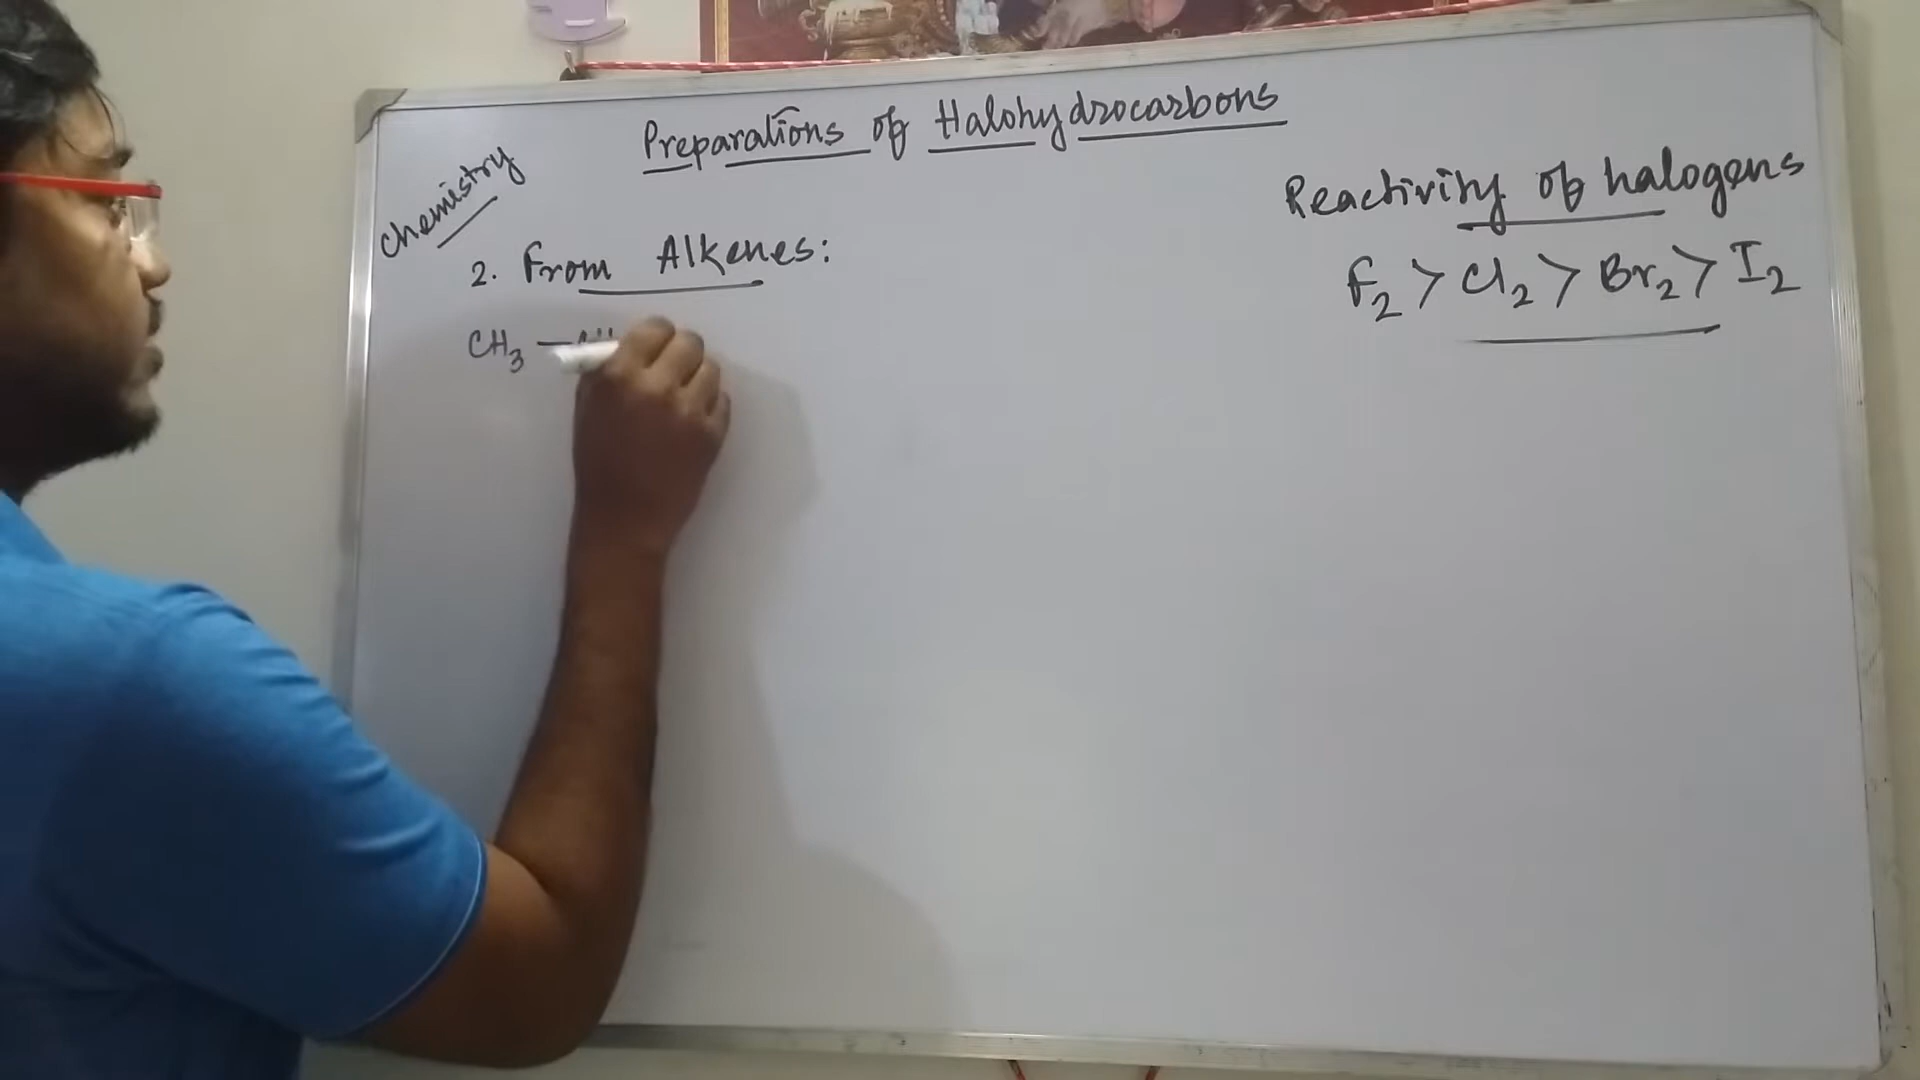 Preparations of Halohydrocarbons
Chemistry
Reactivity of halogens
F₂ > Cl₂ > Br₂ > I₂
2. From Alkenes:
CH₃ —